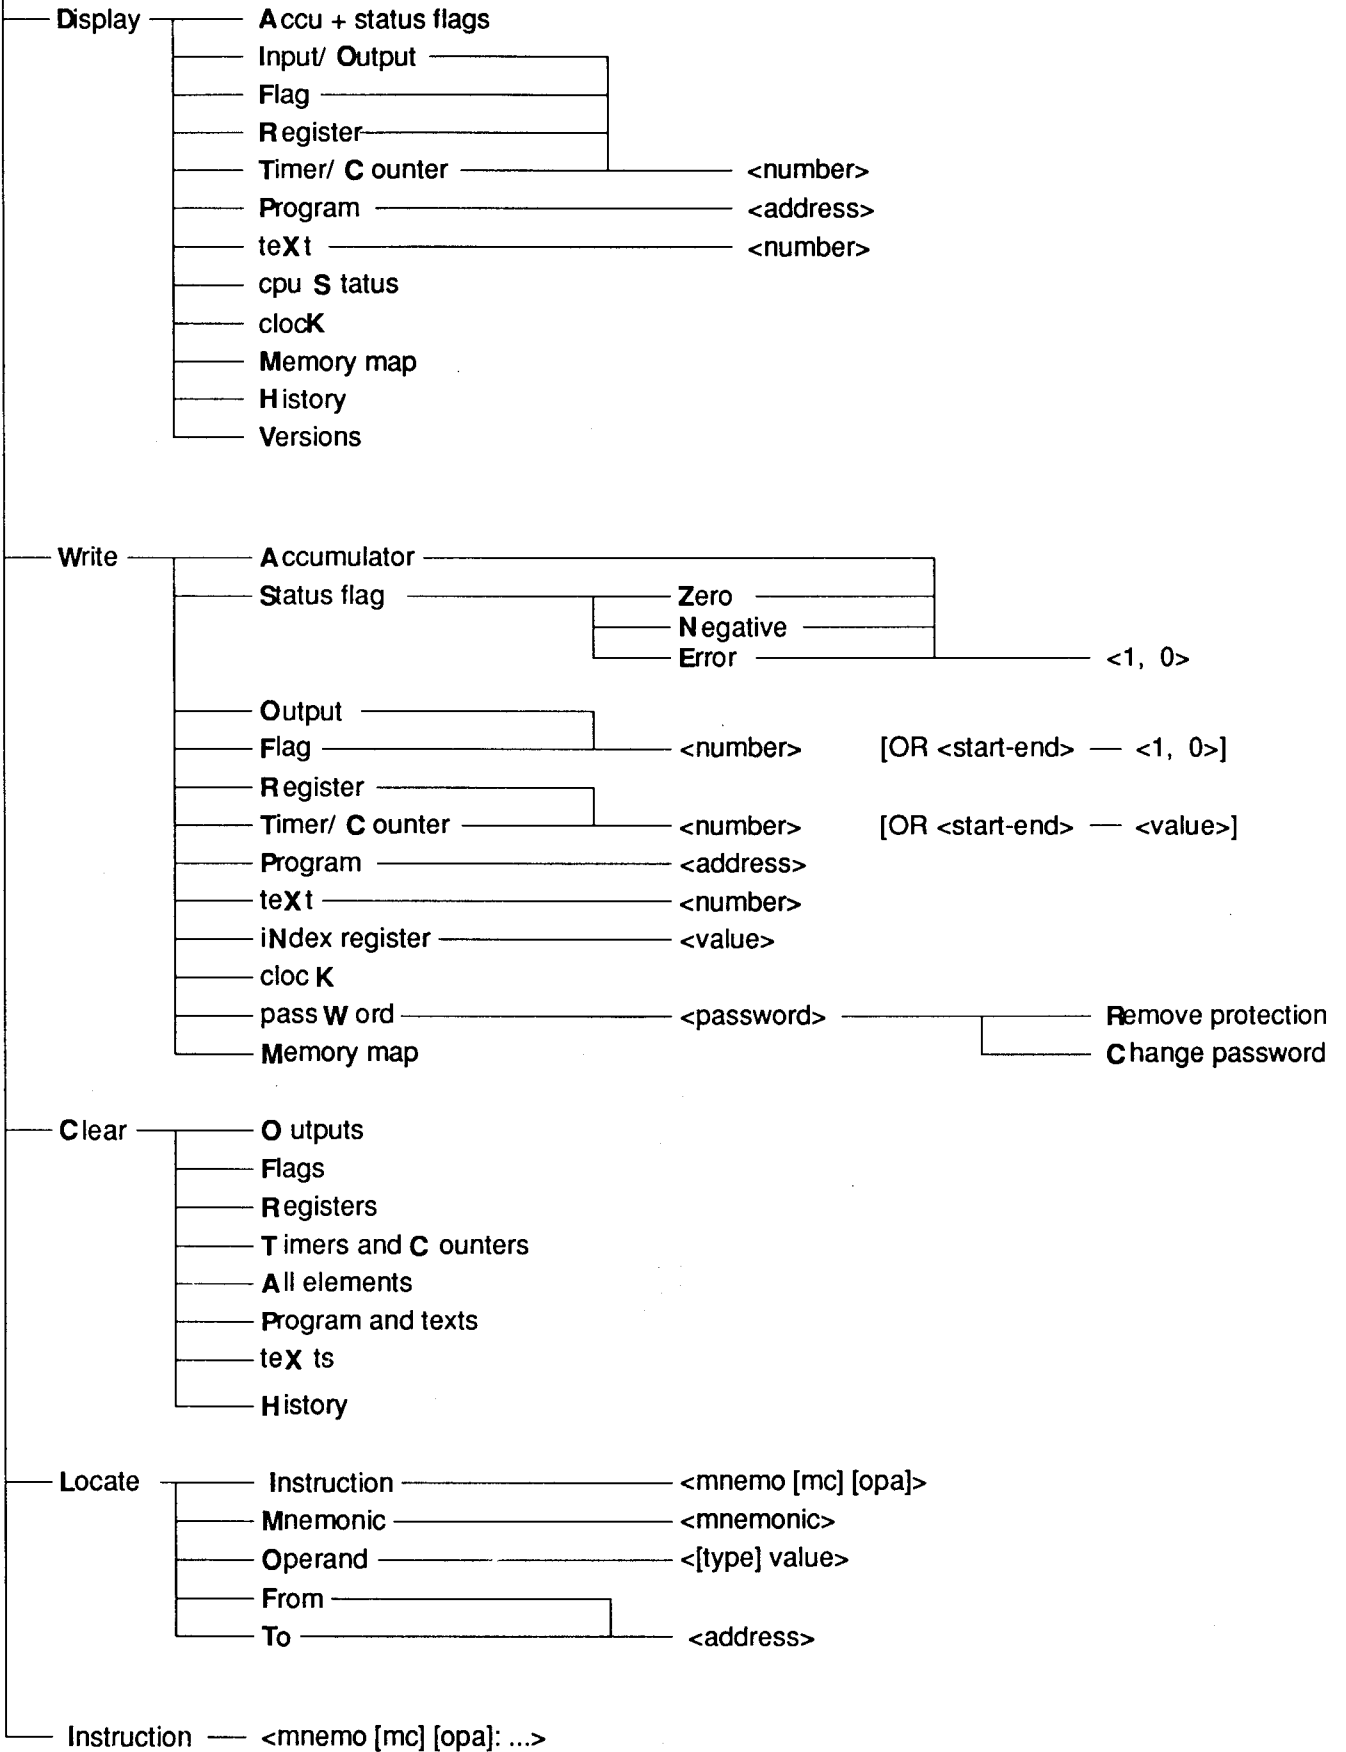 Display Accu + status flags
Input/ Output
Flag
Register
Timer/ Counter <number>
Program <address>
teXt <number>
cpu Status
clocK
Memory map
History
Versions
Write Accumulator
Status flag Zero
Negative
Error <1, 0>
Output
Flag <number> [OR <start-end> — <1, 0>]
Register
Timer/ Counter <number> [OR <start-end> — <value>]
Program <address>
teXt <number>
iNdex register <value>
clocK
passWord <password> Remove protection
Memory map Change password
Clear Outputs
Flags
Registers
Timers and Counters
All elements
Program and texts
teXts
History
Locate Instruction <mnemo [mc] [opa]>
Mnemonic <mnemonic>
Operand <[type] value>
From
To <address>
Instruction — <mnemo [mc] [opa]: ...>